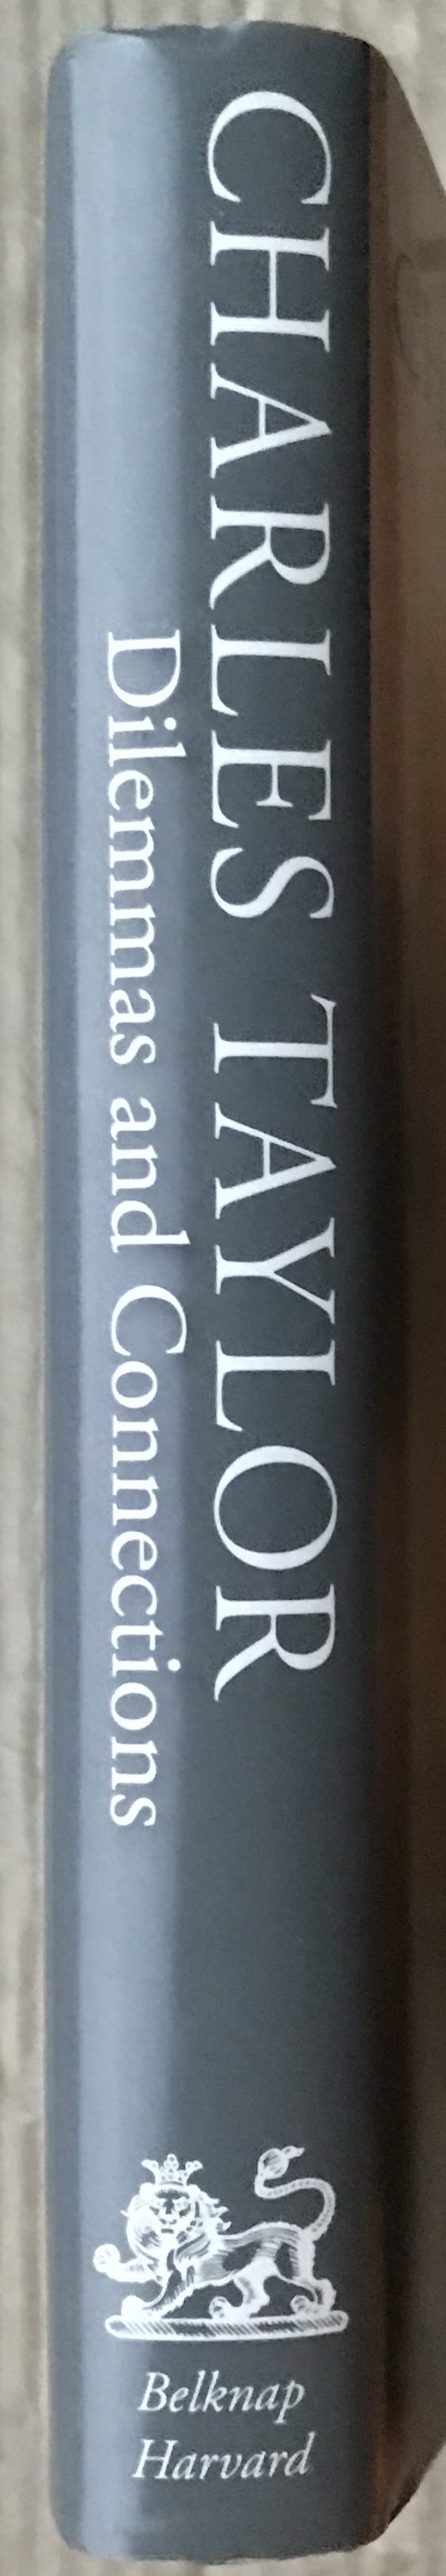 CHARLES TAYLOR
Dilemmas and Connections
Belknap
Harvard